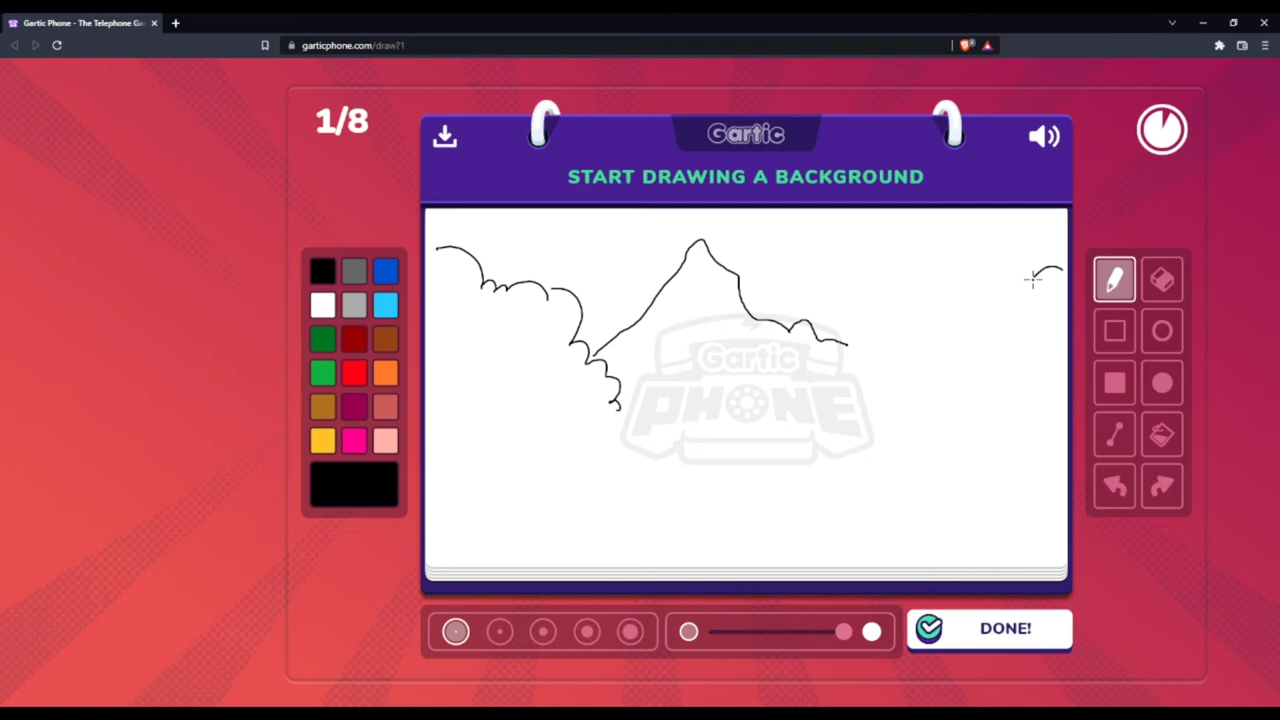 Gartic Phone - The Telephone Ga
garticphone.com/draw?1
1/8
Gartic
START DRAWING A BACKGROUND
Gartic
PHONE
DONE!